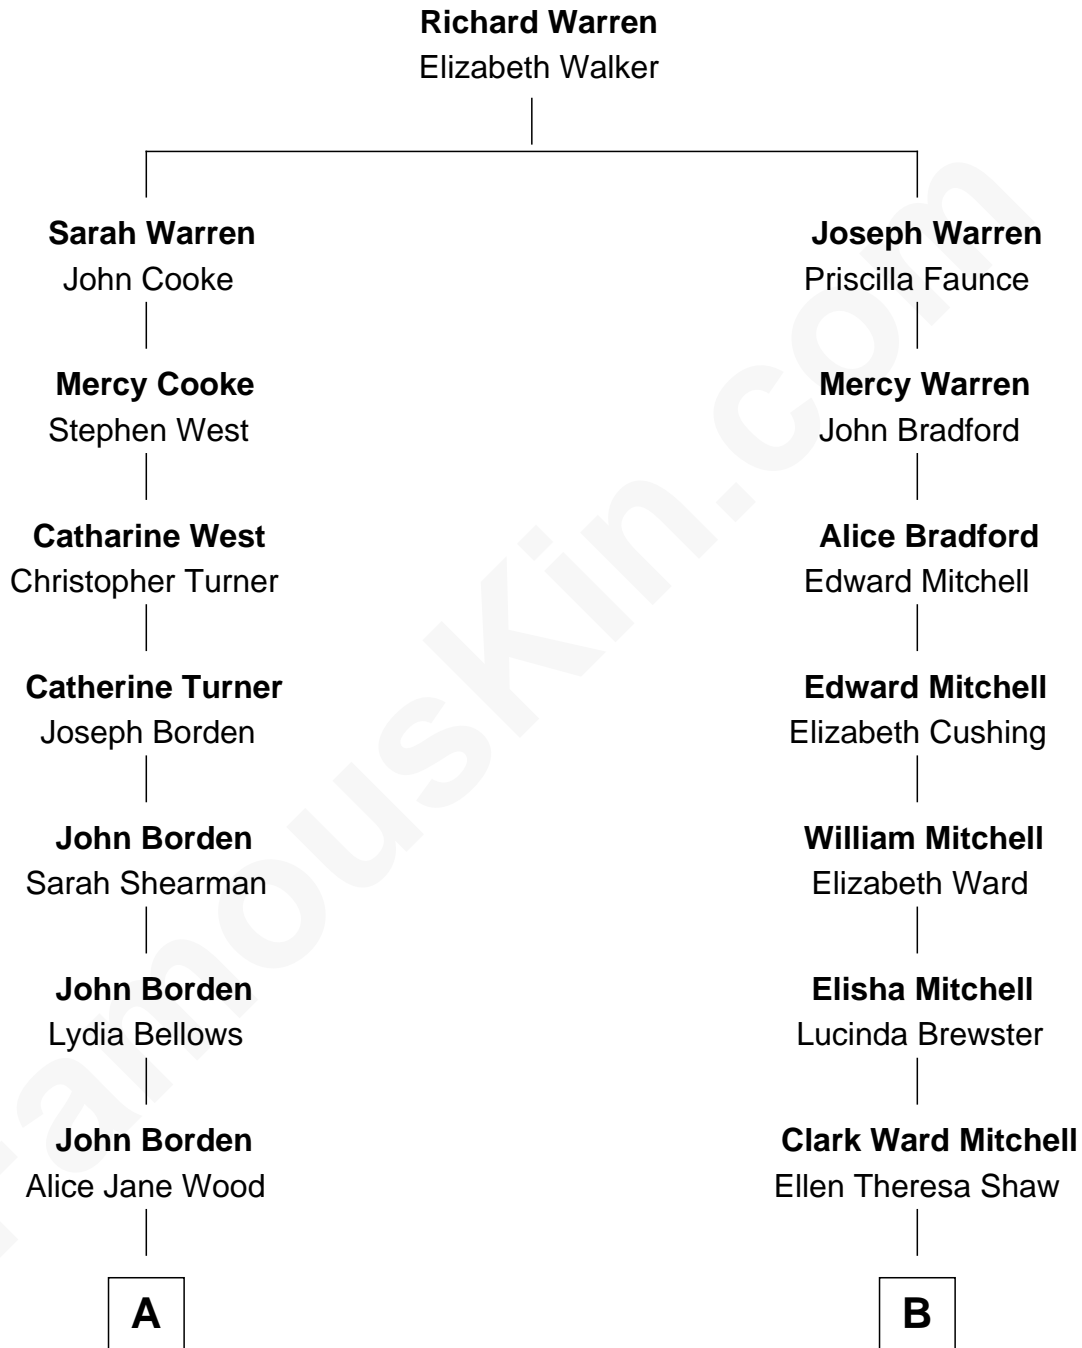 Richard Warren
Elizabeth Walker
Sarah Warren
John Cooke
Joseph Warren
Priscilla Faunce
Mercy Cooke
Stephen West
Mercy Warren
John Bradford
Catharine West
Christopher Turner
Alice Bradford
Edward Mitchell
Catherine Turner
Joseph Borden
Edward Mitchell
Elizabeth Cushing
John Borden
Sarah Shearman
William Mitchell
Elizabeth Ward
John Borden
Lydia Bellows
Elisha Mitchell
Lucinda Brewster
John Borden
Alice Jane Wood
Clark Ward Mitchell
Ellen Theresa Shaw
A
B
FamousKin.com